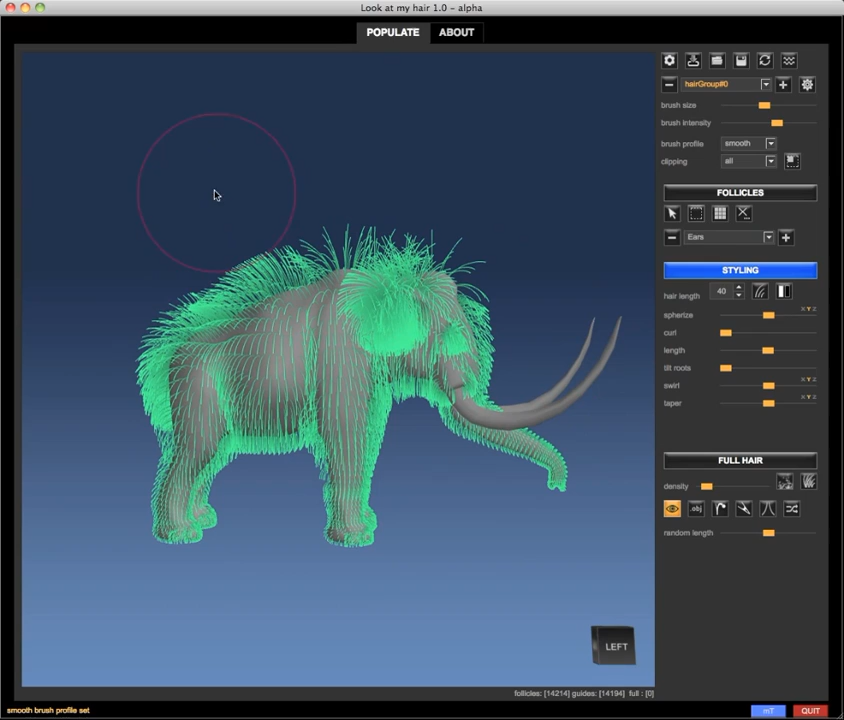 Look at my hair 1.0 - alpha
POPULATE ABOUT
hairGroup#0
brush size
brush intensity
brush profile smooth
clipping all
FOLLICLES
Ears
STYLING
hair length 40
spherize X Y Z
curl
length
tilt roots
swirl X Y Z
taper X Y Z
FULL HAIR
density
.obj
random length
LEFT
follicles: [14214] guides: [14194] full : [0]
smooth brush profile set
mT QUIT